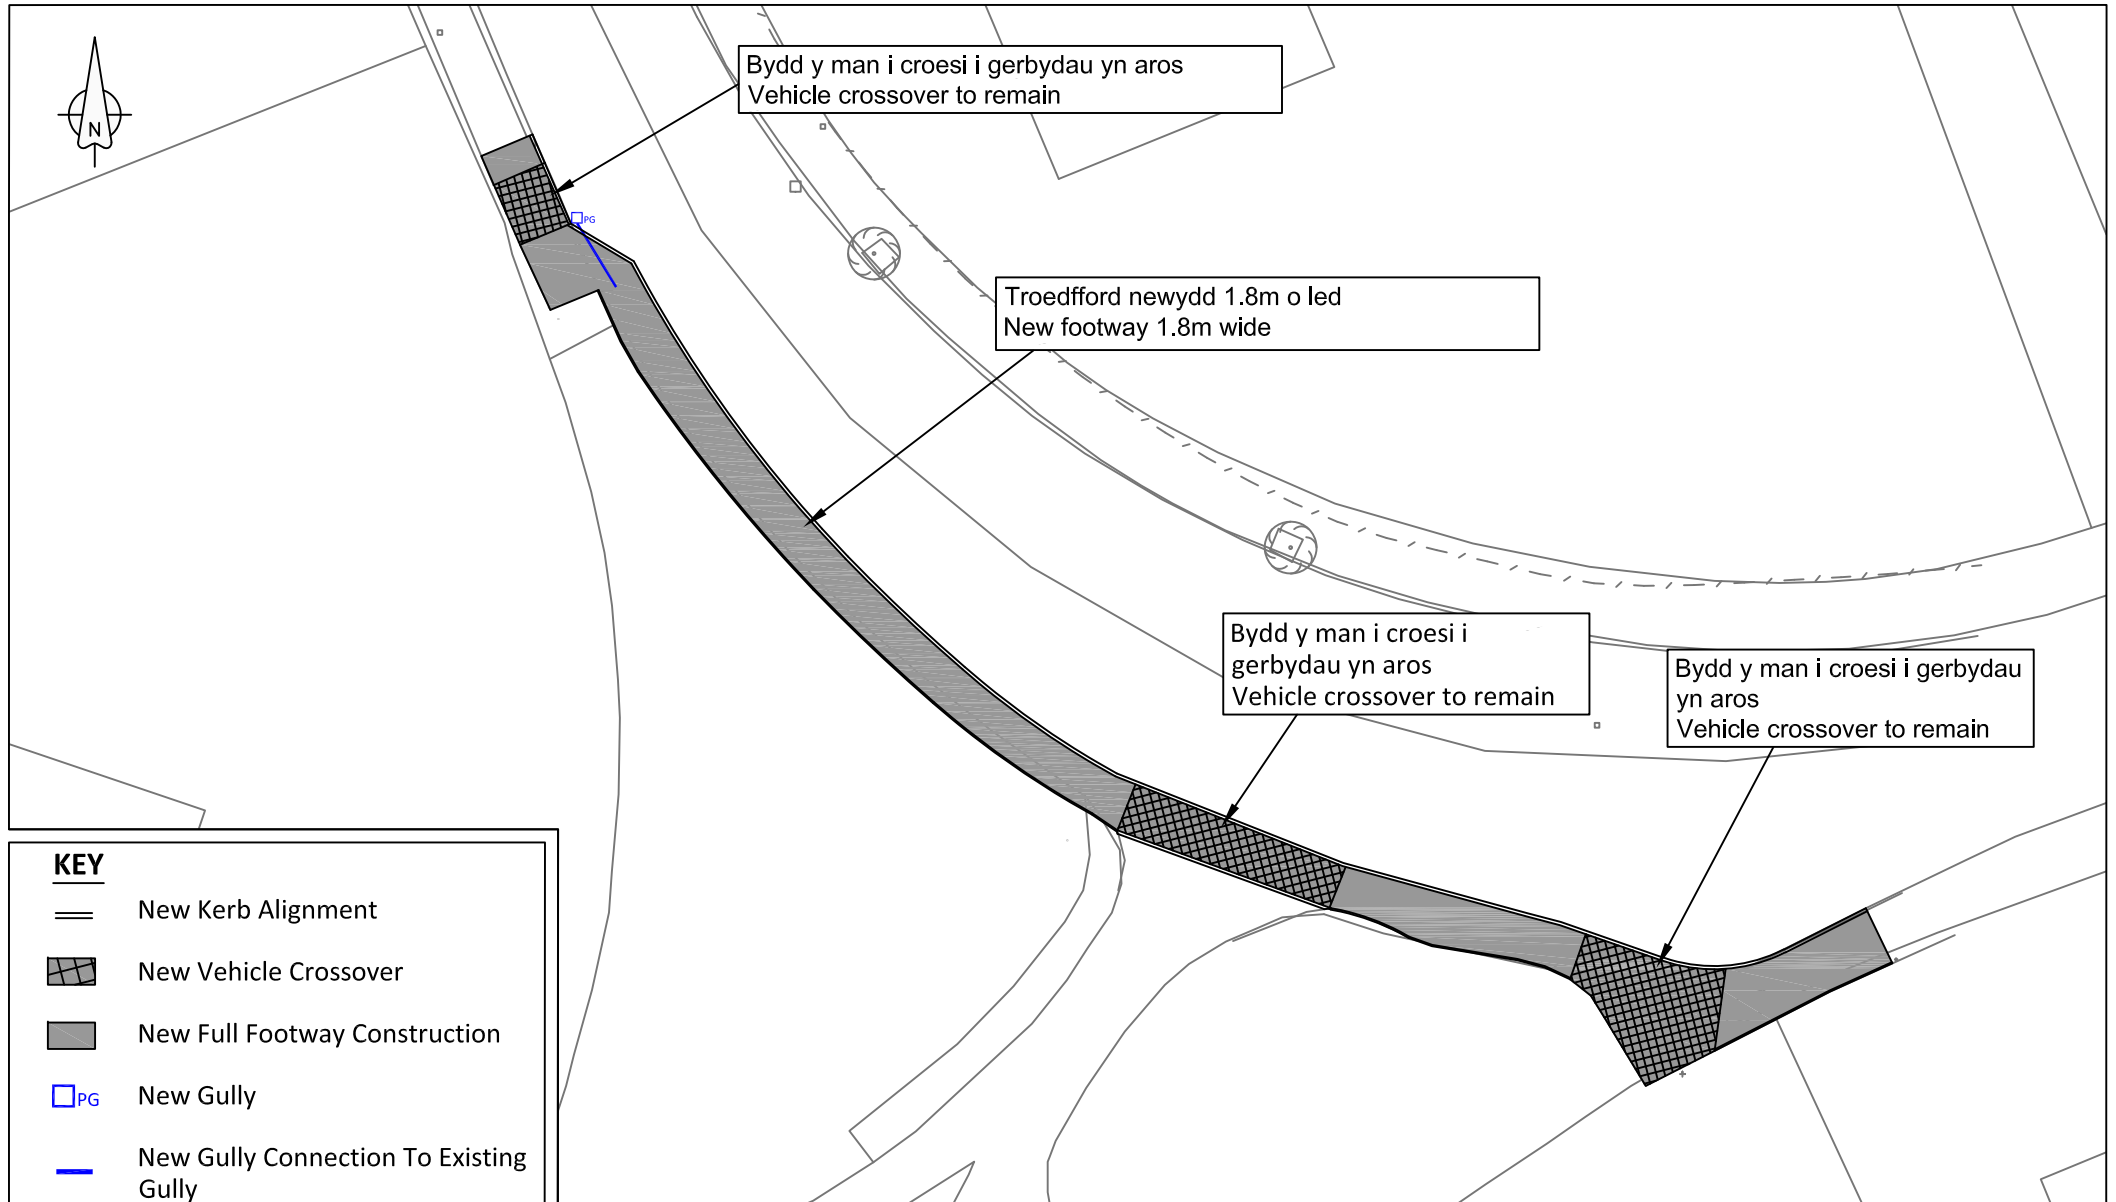 Bydd y man i croesi i gerbydau yn aros
Vehicle crossover to remain
N
PG
Troedfford newydd 1.8m o led
New footway 1.8m wide
Bydd y man i croesi i
gerbydau yn aros
Vehicle crossover to remain
Bydd y man i croesi i gerbydau
yn aros
Vehicle crossover to remain
KEY
New Kerb Alignment
New Vehicle Crossover
New Full Footway Construction
PG
New Gully
New Gully Connection To Existing
Gully